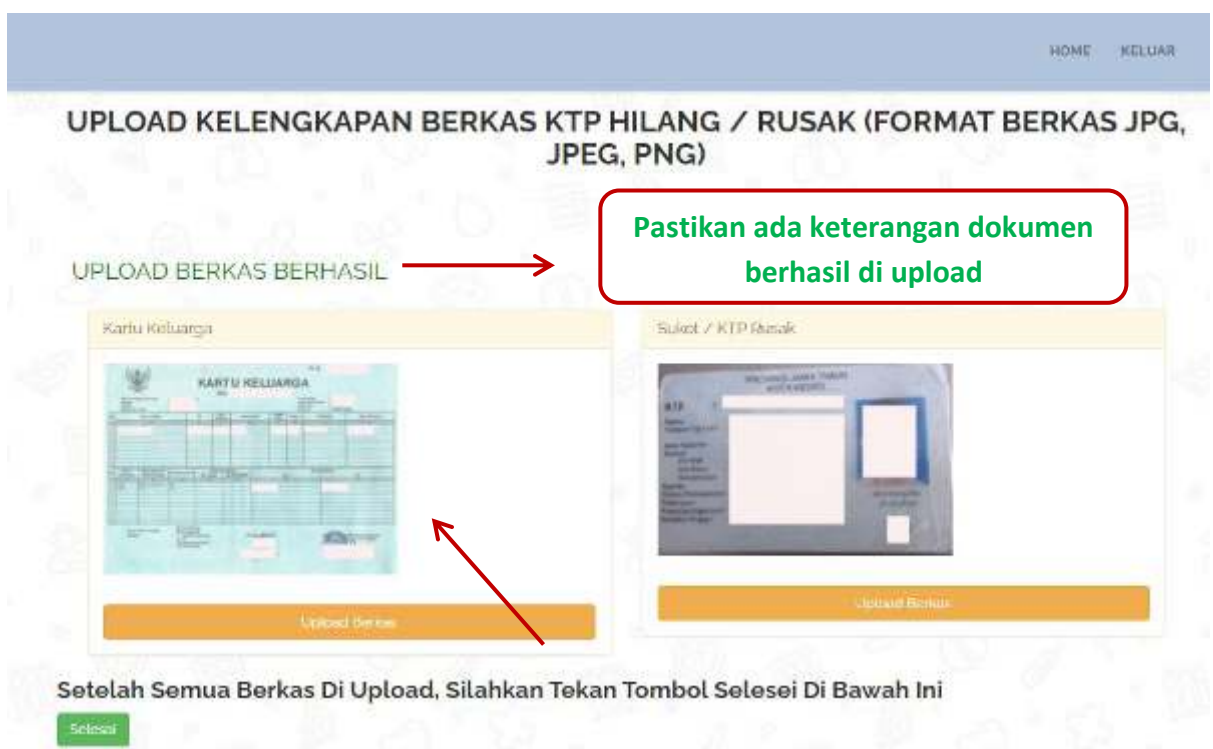 HOME KELUAR
UPLOAD KELENGKAPAN BERKAS KTP HILANG / RUSAK (FORMAT BERKAS JPG,
JPEG, PNG)
Pastikan ada keterangan dokumen
berhasil di upload
UPLOAD BERKAS BERHASIL
Kartu Keluarga
Suket / KTP Rusak
KARTU KELUARGA
Upload Berkas
Upload Berkas
Setelah Semua Berkas Di Upload, Silahkan Tekan Tombol Selesei Di Bawah Ini
Selesai